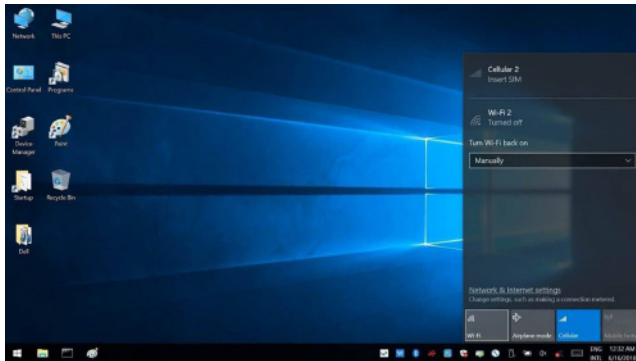 Network
This PC
Control Panel
Programs
Device
Manager
Paint
Startup
Recycle Bin
Dell
Cellular 2
Insert SIM
Wi-Fi 2
Turned off
Turn Wi-Fi back on
Manually
Network & Internet settings
Change settings, such as making a connection metered.
Wi-Fi
Airplane mode
Cellular
Mobile
ENG
12:32 AM
INTL